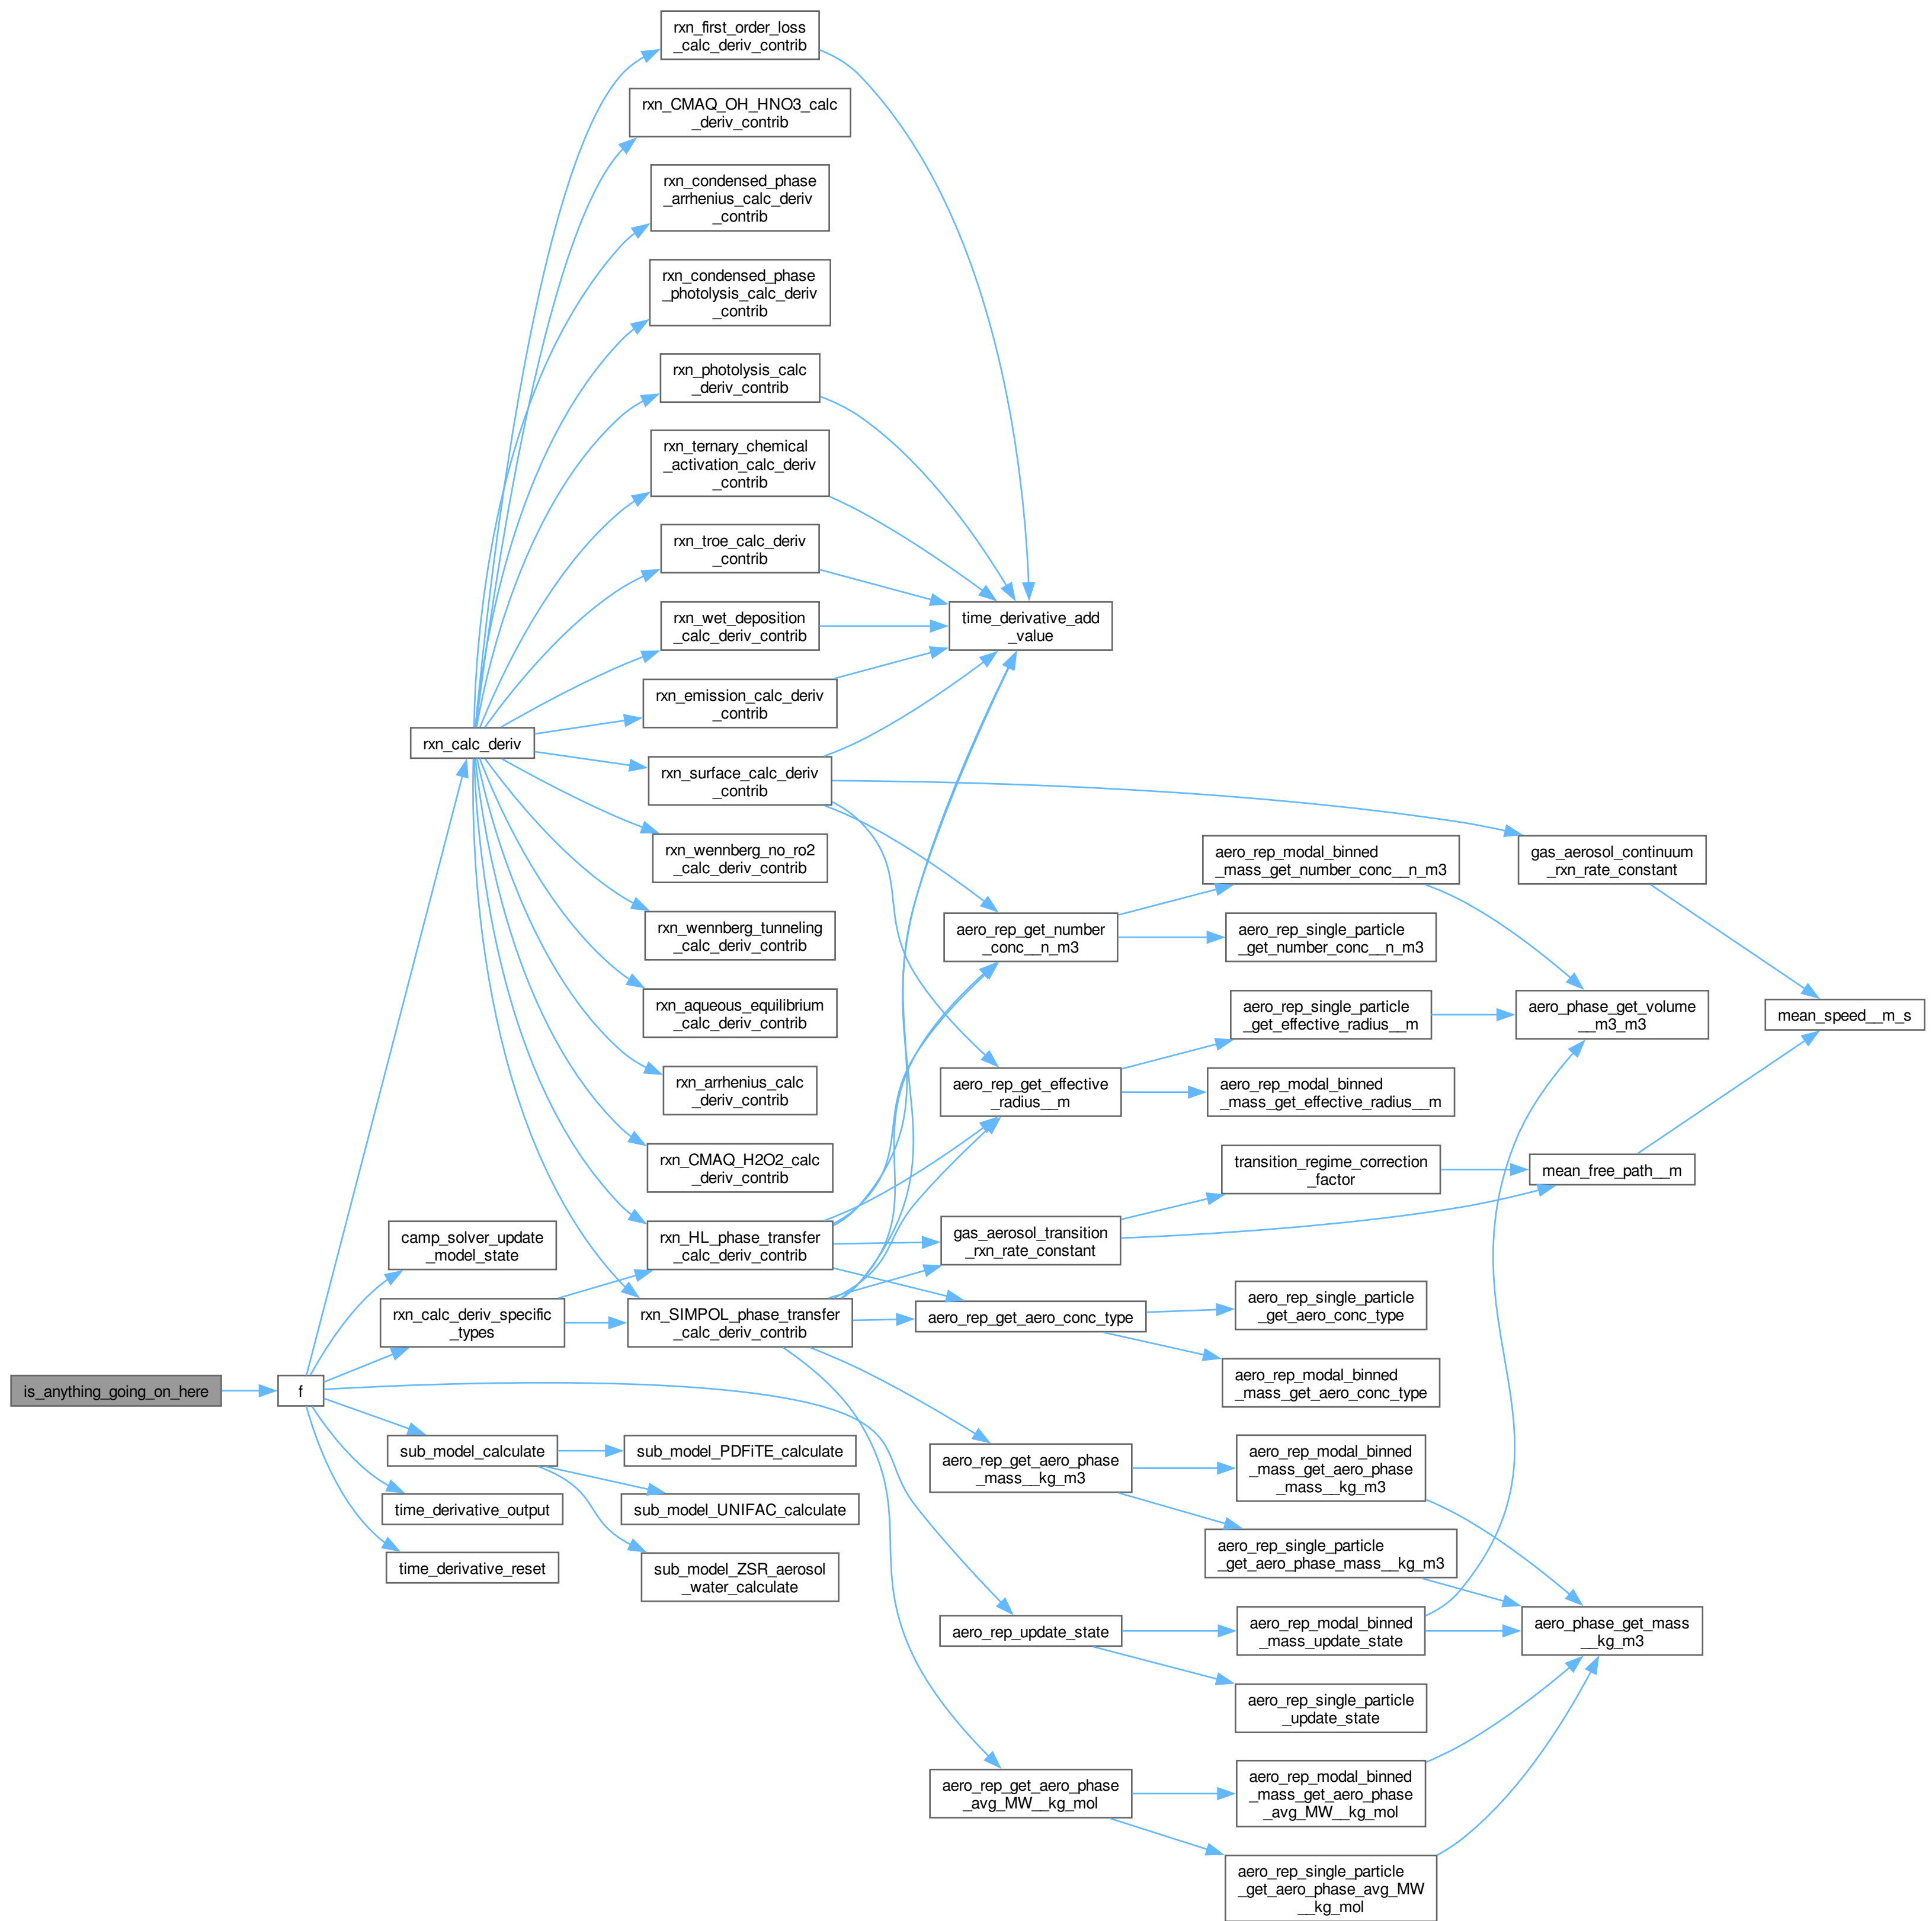 is_anything_going_on_here
f
rxn_calc_deriv
camp_solver_update
_model_state
rxn_calc_deriv_specific
_types
sub_model_calculate
time_derivative_output
time_derivative_reset
rxn_first_order_loss
_calc_deriv_contrib
rxn_CMAQ_OH_HNO3_calc
_deriv_contrib
rxn_condensed_phase
_arrhenius_calc_deriv
_contrib
rxn_condensed_phase
_photolysis_calc_deriv
_contrib
rxn_photolysis_calc
_deriv_contrib
rxn_ternary_chemical
_activation_calc_deriv
_contrib
rxn_troe_calc_deriv
_contrib
rxn_wet_deposition
_calc_deriv_contrib
rxn_emission_calc_deriv
_contrib
rxn_surface_calc_deriv
_contrib
rxn_wennberg_no_ro2
_calc_deriv_contrib
rxn_wennberg_tunneling
_calc_deriv_contrib
rxn_aqueous_equilibrium
_calc_deriv_contrib
rxn_arrhenius_calc
_deriv_contrib
rxn_CMAQ_H2O2_calc
_deriv_contrib
rxn_HL_phase_transfer
_calc_deriv_contrib
rxn_SIMPOL_phase_transfer
_calc_deriv_contrib
sub_model_PDFiTE_calculate
sub_model_UNIFAC_calculate
sub_model_ZSR_aerosol
_water_calculate
time_derivative_add
_value
aero_rep_get_number
_conc__n_m3
aero_rep_get_effective
_radius__m
gas_aerosol_transition
_rxn_rate_constant
aero_rep_get_aero_conc_type
aero_rep_get_aero_phase
_mass__kg_m3
aero_rep_update_state
aero_rep_get_aero_phase
_avg_MW__kg_mol
aero_rep_modal_binned
_mass_get_number_conc__n_m3
aero_rep_single_particle
_get_number_conc__n_m3
aero_rep_single_particle
_get_effective_radius__m
aero_rep_modal_binned
_mass_get_effective_radius__m
transition_regime_correction
_factor
aero_rep_single_particle
_get_aero_conc_type
aero_rep_modal_binned
_mass_get_aero_conc_type
aero_rep_modal_binned
_mass_get_aero_phase
_mass__kg_m3
aero_rep_single_particle
_get_aero_phase_mass__kg_m3
aero_rep_modal_binned
_mass_update_state
aero_rep_single_particle
_update_state
aero_rep_modal_binned
_mass_get_aero_phase
_avg_MW__kg_mol
aero_rep_single_particle
_get_aero_phase_avg_MW
__kg_mol
gas_aerosol_continuum
_rxn_rate_constant
aero_phase_get_volume
__m3_m3
mean_free_path__m
aero_phase_get_mass
__kg_m3
mean_speed__m_s